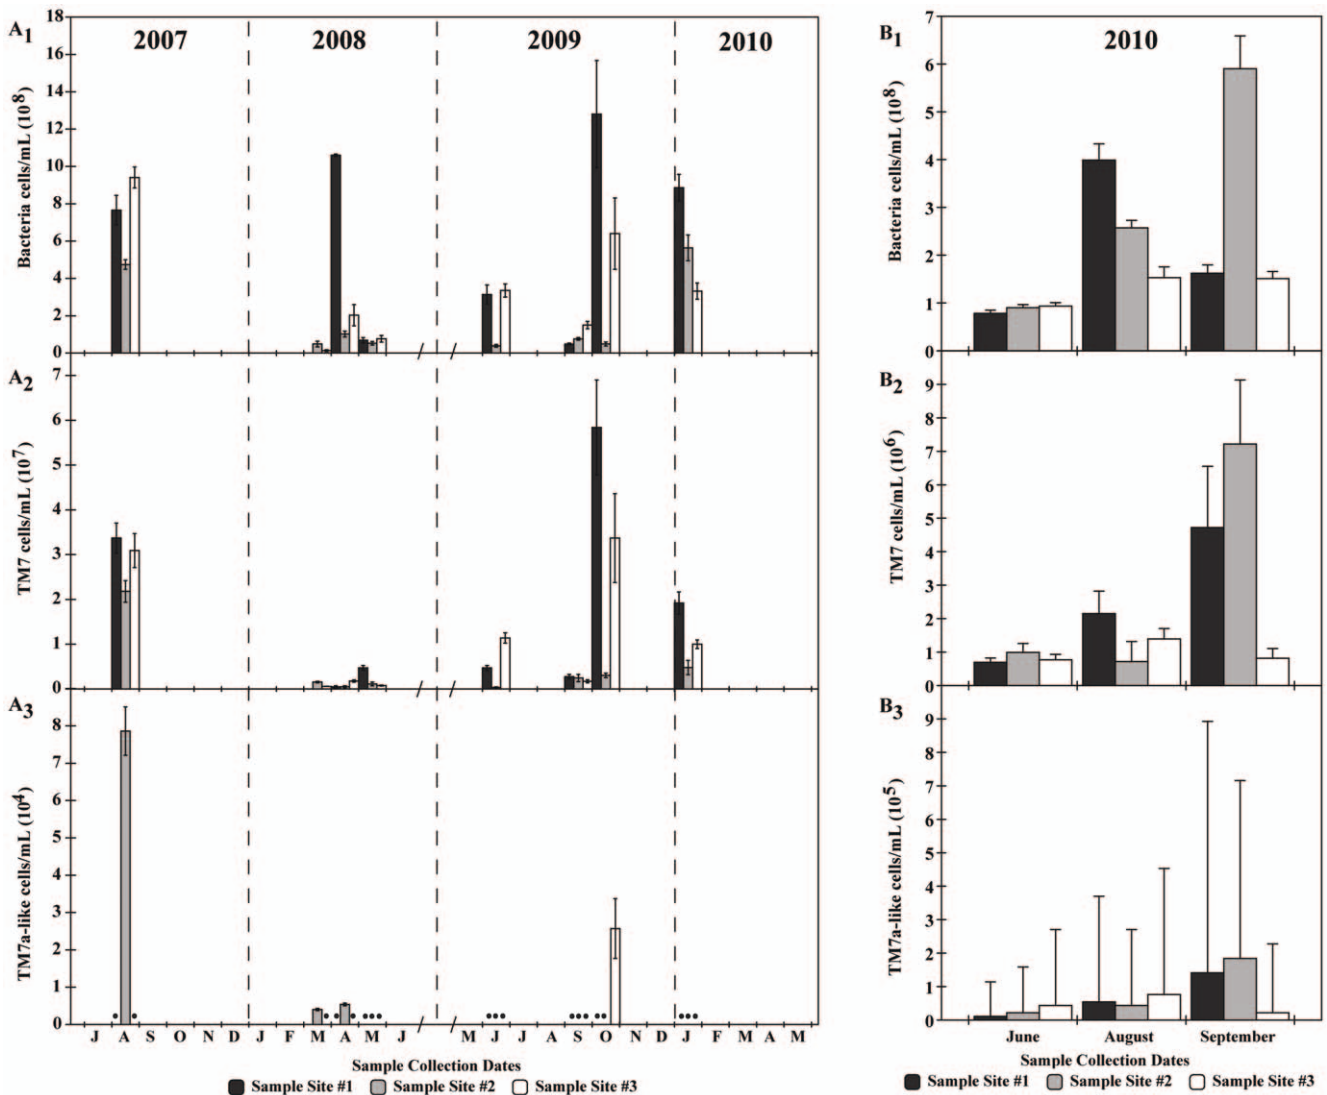 A1
2007 2008 2009 2010
Bacteria cells/mL (10^8)
18
16
14
12
10
8
6
4
2
0
A2
TM7 cells/mL (10^7)
7
6
5
4
3
2
1
0
A3
TM7a-like cells/mL (10^4)
8
7
6
5
4
3
2
1
0
J A S O N D J F M A M J M J J A S O N D J F M A M
Sample Collection Dates
Sample Site #1 Sample Site #2 Sample Site #3
B1
2010
Bacteria cells/mL (10^8)
7
6
5
4
3
2
1
0
B2
TM7 cells/mL (10^6)
9
8
7
6
5
4
3
2
1
0
B3
TM7a-like cells/mL (10^5)
9
8
7
6
5
4
3
2
1
0
June August September
Sample Collection Dates
Sample Site #1 Sample Site #2 Sample Site #3